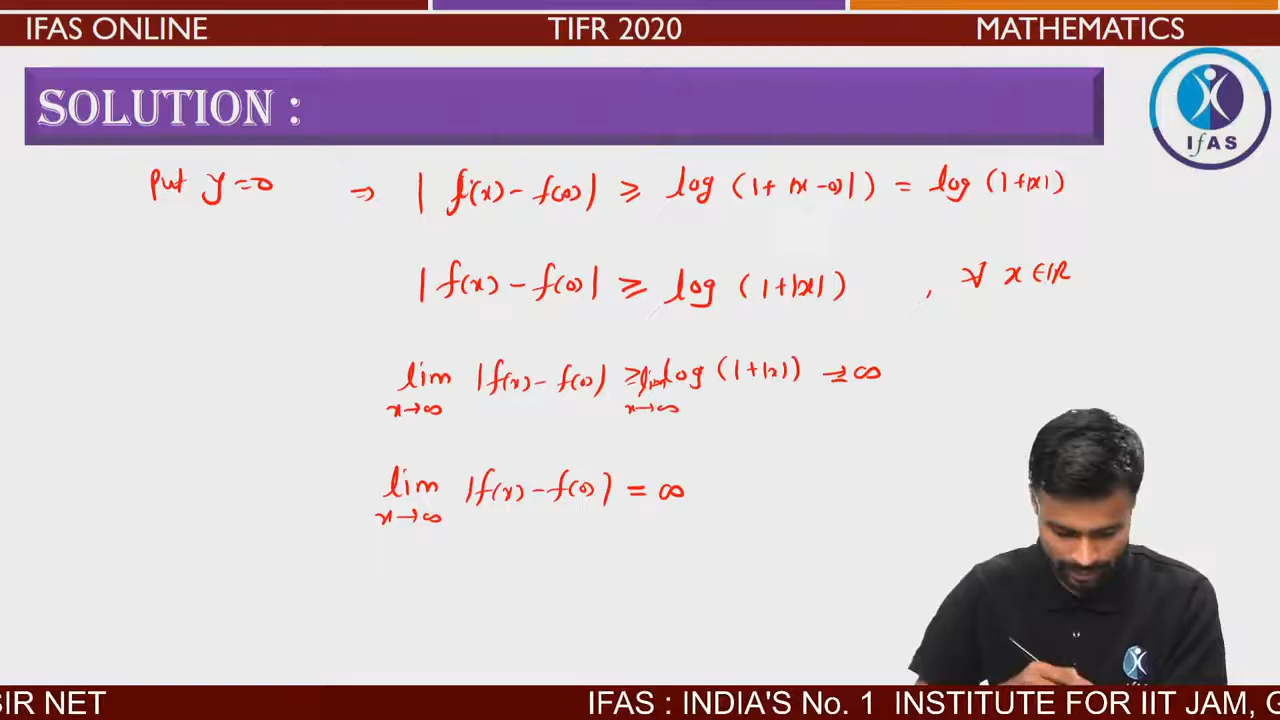 IFAS ONLINE TIFR 2020 MATHEMATICS
SOLUTION :
IfAS
Put y=0 ⇒ |f(x) - f(0)| ≥ log (1+|x-0|) = log (1+|x|)
|f(x) - f(0)| ≥ log (1+|x|) , ∀ x ∈ IR
lim x→∞ |f(x) - f(0)| ≥ lim x→∞ log (1+|x|) → ∞
lim x→∞ |f(x) - f(0)| = ∞
SIR NET IFAS : INDIA'S No. 1 INSTITUTE FOR IIT JAM, G